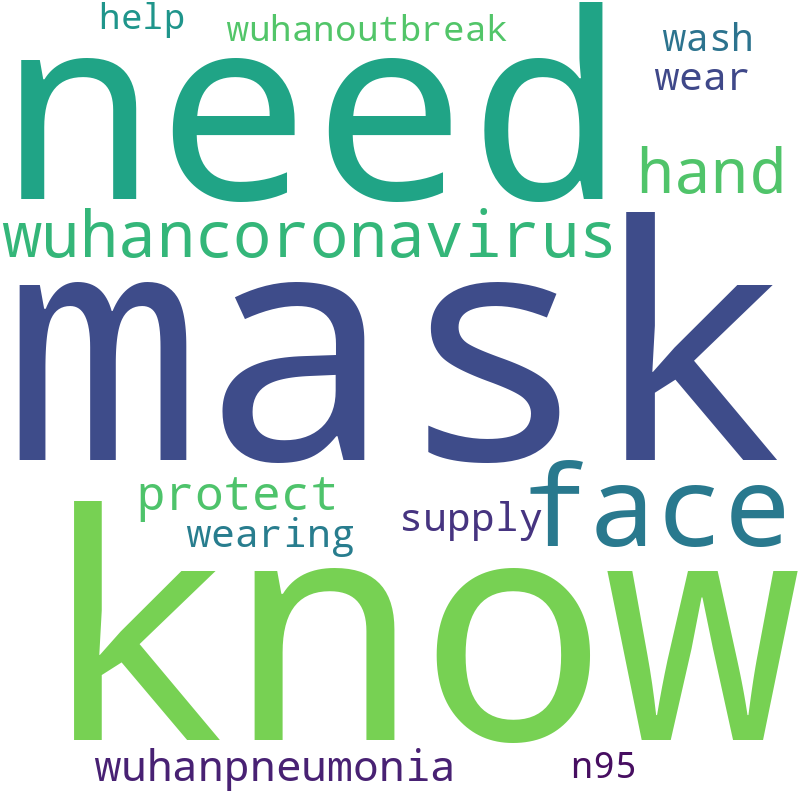 help
wuhanoutbreak
wash
wear
need
hand
wuhancoronavirus
mask
protect
face
supply
wearing
know
wuhanpneumonia
n95